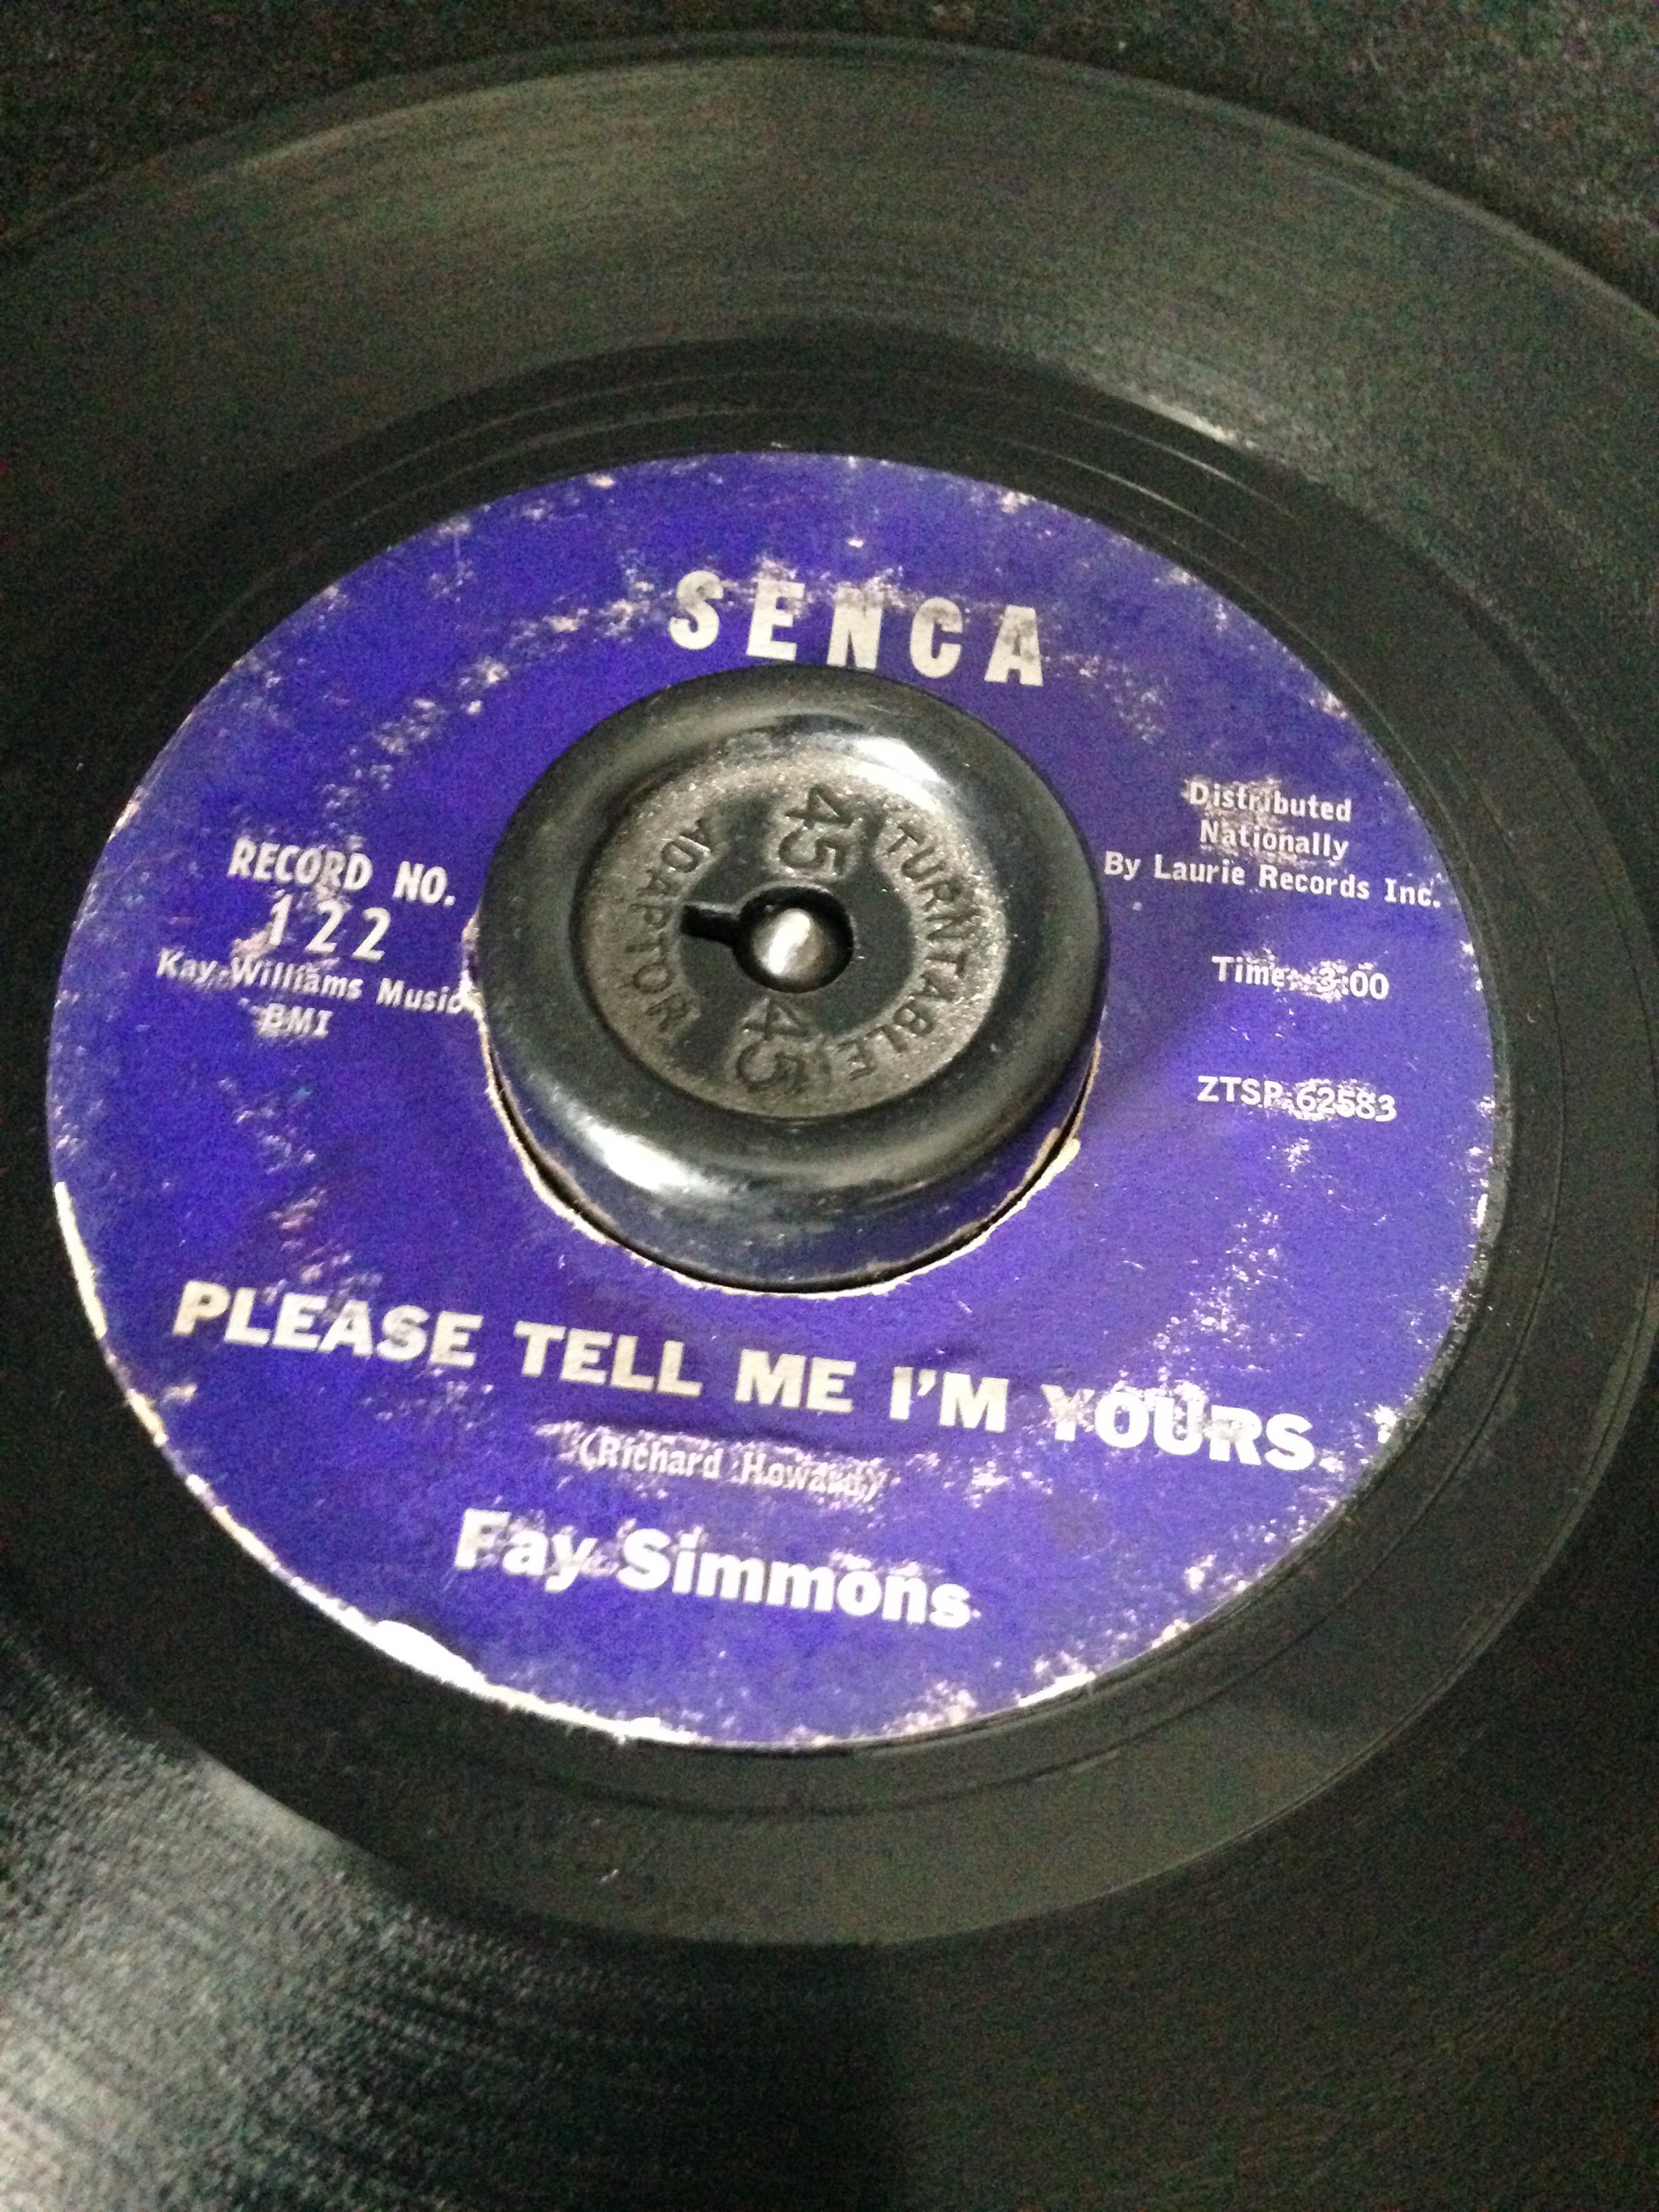 SENCA
RECORD NO.
122
Kay-Williams Music
BMI
Distributed
Nationally
By Laurie Records Inc.
Time: 3:00
ZTSP-62583
45
TURNTABLE
ADAPTOR
45
PLEASE TELL ME I'M YOURS
(Richard Howard)
Fay Simmons